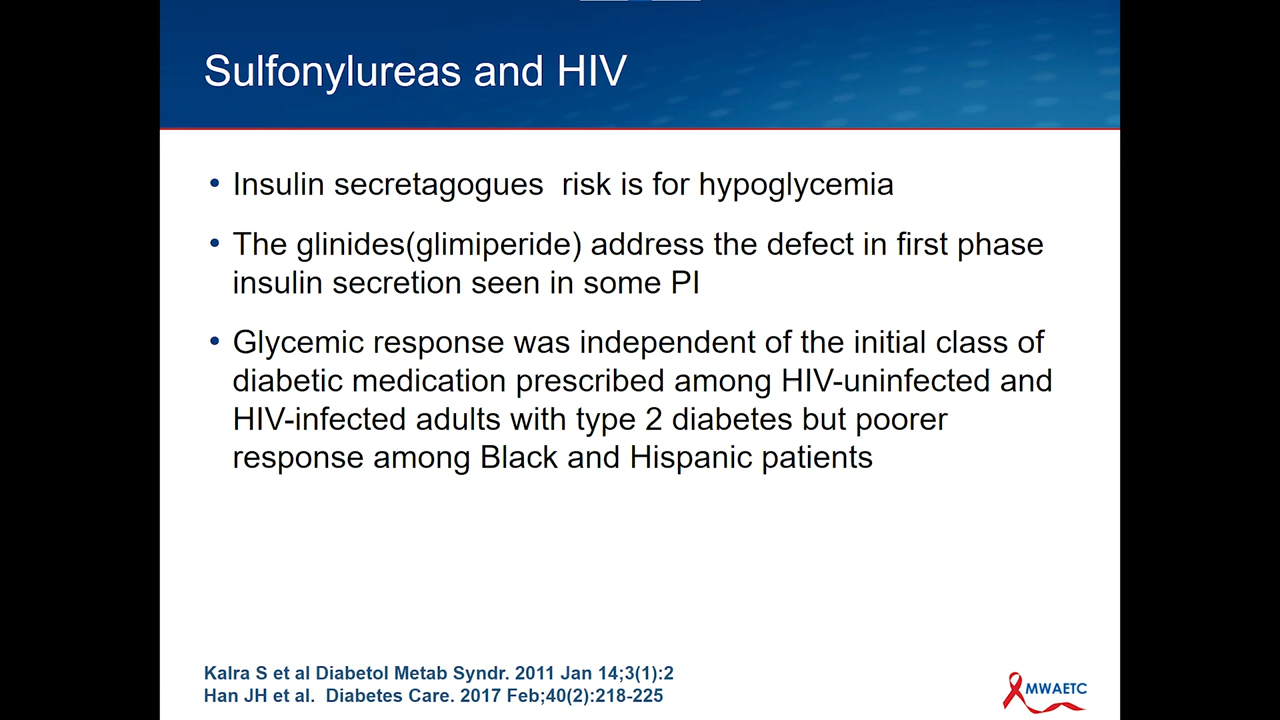 Sulfonylureas and HIV
• Insulin secretagogues  risk is for hypoglycemia
• The glinides(glimiperide) address the defect in first phase
insulin secretion seen in some PI
• Glycemic response was independent of the initial class of
diabetic medication prescribed among HIV-uninfected and
HIV-infected adults with type 2 diabetes but poorer
response among Black and Hispanic patients
Kalra S et al Diabetol Metab Syndr. 2011 Jan 14;3(1):2
Han JH et al.  Diabetes Care. 2017 Feb;40(2):218-225
MWAETC